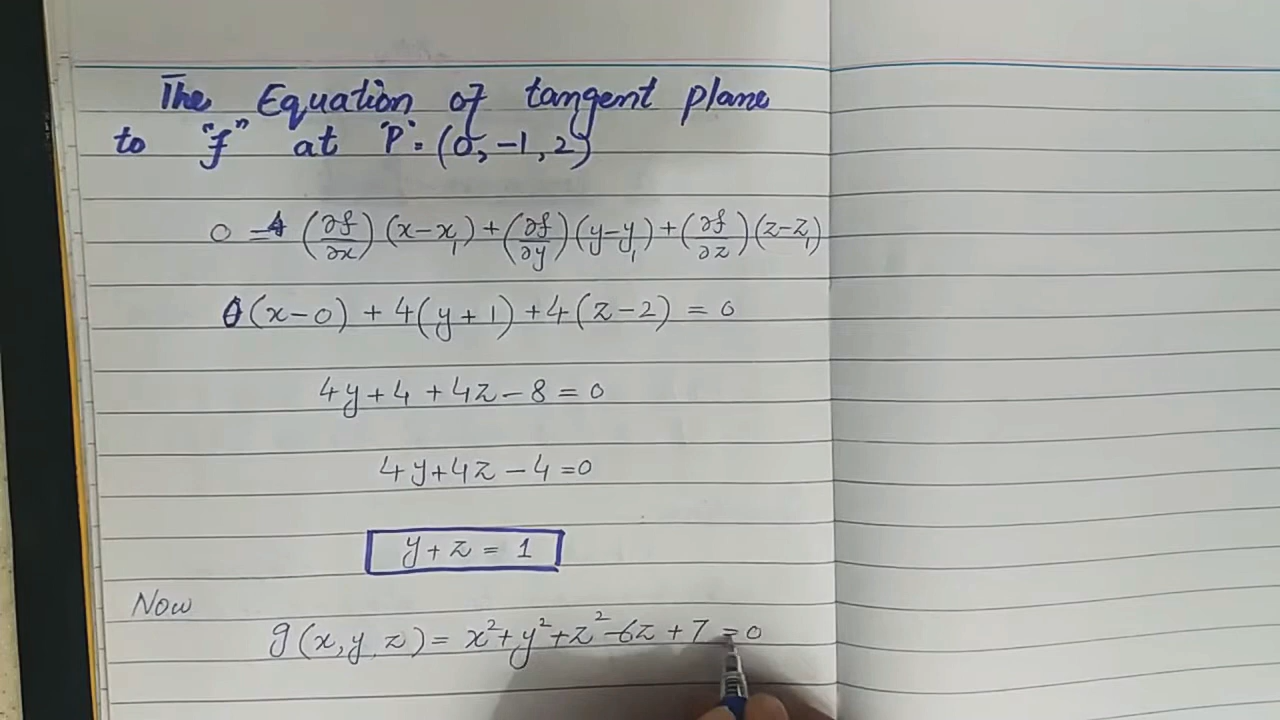 The Equation of tangent plane
to "f" at "P" = (0, -1, 2)
0 = (∂f/∂x) (x-x₁) + (∂f/∂y) (y-y₁) + (∂f/∂z) (z-z₁)
0(x-0) + 4(y+1) + 4(z-2) = 0
4y+4+4z-8=0
4y+4z-4=0
y+z = 1
Now
g(x,y,z) = x²+y²+z²-6z+7=0